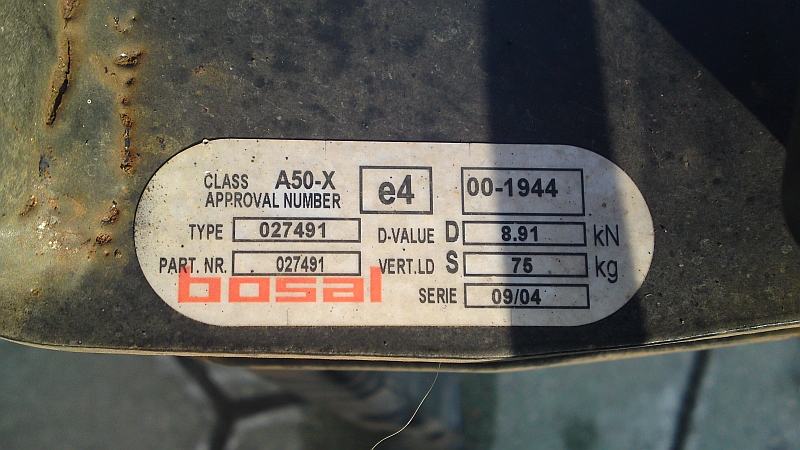 CLASS A50-X e4 00-1944
APPROVAL NUMBER
TYPE 027491 D-VALUE D 8.91 kN
PART. NR. 027491 VERT.LD S 75 kg
bosal SERIE 09/04